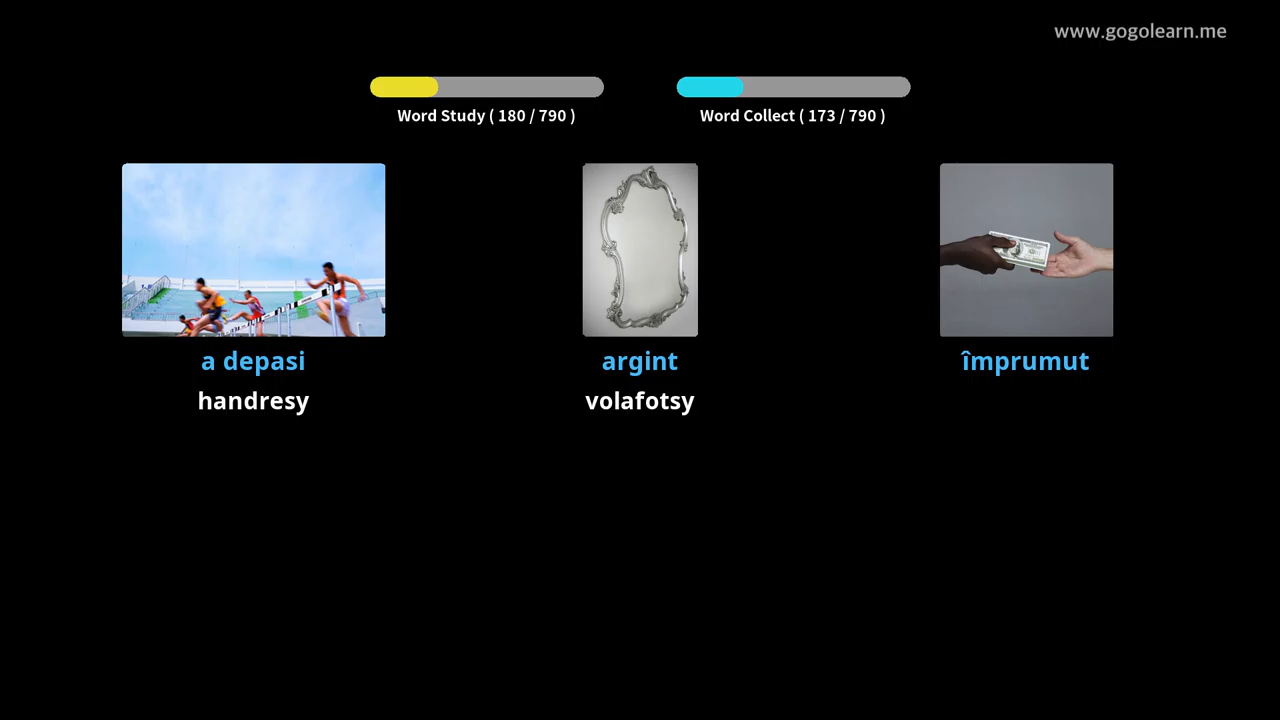 www.gogolearn.me
Word Study ( 180 / 790 )
Word Collect ( 173 / 790 )
a depasi
argint
împrumut
handresy
volafotsy